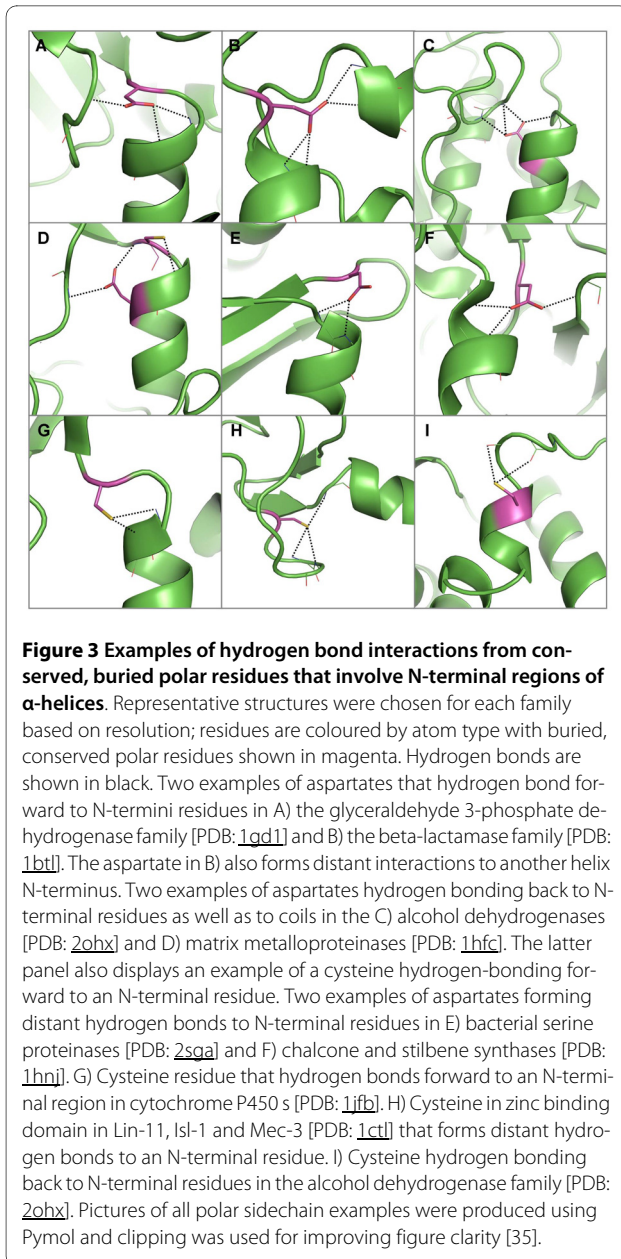 A
B
C
D
E
F
G
H
I
Figure 3 Examples of hydrogen bond interactions from con-
served, buried polar residues that involve N-terminal regions of
α-helices. Representative structures were chosen for each family
based on resolution; residues are coloured by atom type with buried,
conserved polar residues shown in magenta. Hydrogen bonds are
shown in black. Two examples of aspartates that hydrogen bond for-
ward to N-termini residues in A) the glyceraldehyde 3-phosphate de-
hydrogenase family [PDB: 1gd1] and B) the beta-lactamase family [PDB:
1btl]. The aspartate in B) also forms distant interactions to another helix
N-terminus. Two examples of aspartates hydrogen bonding back to N-
terminal residues as well as to coils in the C) alcohol dehydrogenases
[PDB: 2ohx] and D) matrix metalloproteinases [PDB: 1hfc]. The latter
panel also displays an example of a cysteine hydrogen-bonding for-
ward to an N-terminal residue. Two examples of aspartates forming
distant hydrogen bonds to N-terminal residues in E) bacterial serine
proteinases [PDB: 2sga] and F) chalcone and stilbene synthases [PDB:
1hnj]. G) Cysteine residue that hydrogen bonds forward to an N-termi-
nal region in cytochrome P450 s [PDB: 1jfb]. H) Cysteine in zinc binding
domain in Lin-11, Isl-1 and Mec-3 [PDB: 1ctl] that forms distant hydro-
gen bonds to an N-terminal residue. I) Cysteine hydrogen bonding
back to N-terminal residues in the alcohol dehydrogenase family [PDB:
2ohx]. Pictures of all polar sidechain examples were produced using
Pymol and clipping was used for improving figure clarity [35].